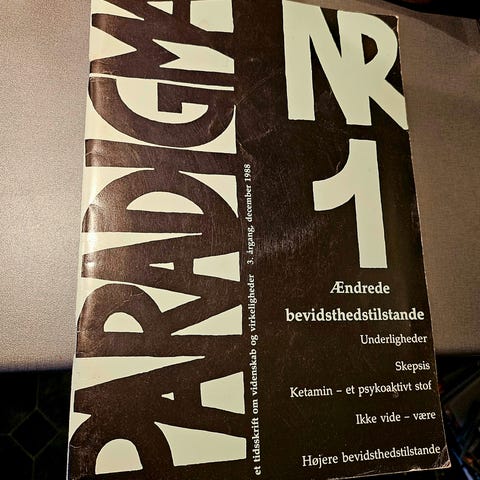 PARADIGMA
NR
1
et tidsskrift om videnskab og virkeligheder 3. årgang, december 1988
Ændrede
bevidsthedstilstande
Underligheder
Skepsis
Ketamin – et psykoaktivt stof
Ikke vide – være
Højere bevidsthedstilstande